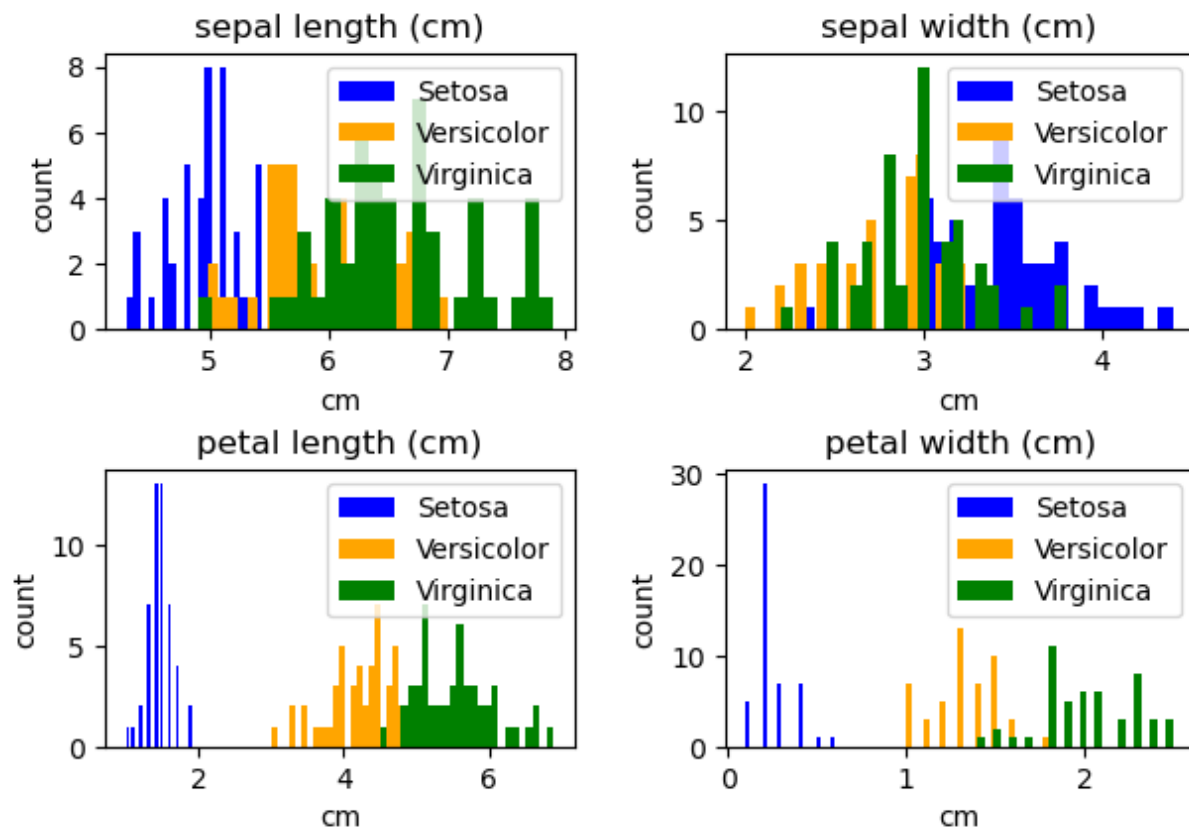 sepal length (cm)
8
6
4
2
0
count
Setosa
Versicolor
Virginica
5 6 7 8
cm
sepal width (cm)
10
5
0
count
Setosa
Versicolor
Virginica
2 3 4
cm
petal length (cm)
10
5
0
count
Setosa
Versicolor
Virginica
2 4 6
cm
petal width (cm)
30
20
10
0
count
Setosa
Versicolor
Virginica
0 1 2
cm